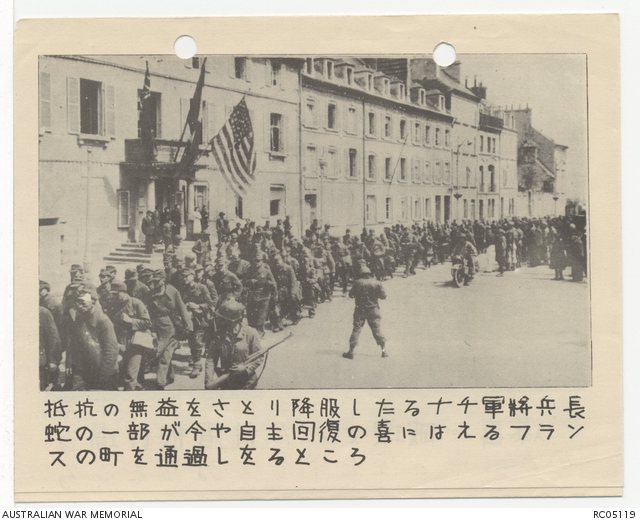 抵抗の無益をさとり降服したるナチ軍將兵長
蛇の一部が今や自主回復の喜にはえるフラン
スの町を通過しをるところ
AUSTRALIAN WAR MEMORIAL
RC05119